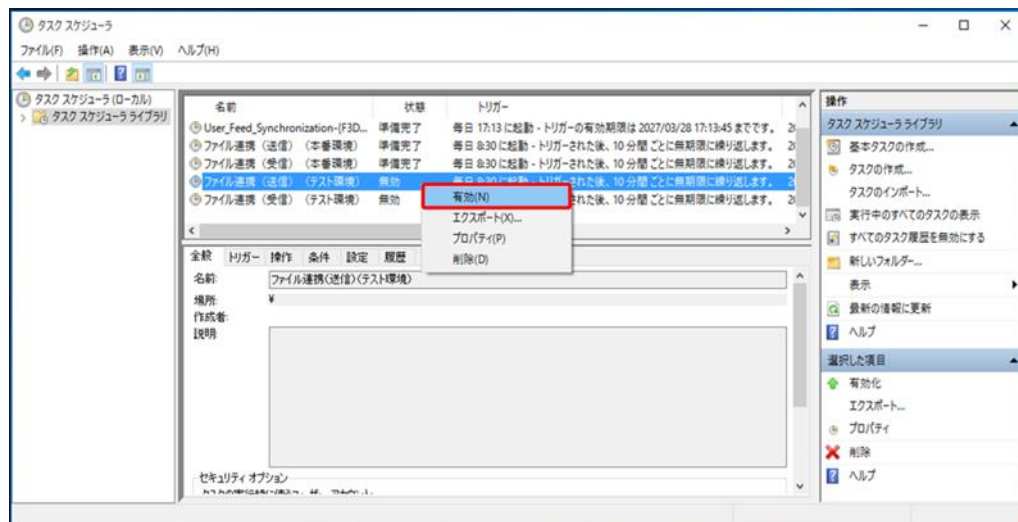 タスク スケジューラ
ファイル(F) 操作(A) 表示(V) ヘルプ(H)
タスク スケジューラ (ローカル)
タスク スケジューラ ライブラリ
名前 状態 トリガー
User_Feed_Synchronization-{F3D... 準備完了 毎日 17:13 に起動 - トリガーの有効期限は 2027/03/28 17:13:45 までです。
ファイル連携（送信）（本番環境） 準備完了 毎日 8:30 に起動 - トリガーされた後、10 分間 ごとに無期限に繰り返します。
ファイル連携（受信）（本番環境） 準備完了 毎日 8:30 に起動 - トリガーされた後、10 分間 ごとに無期限に繰り返します。
ファイル連携（送信）（テスト環境） 無効 毎日 9:30 に起動 - トリガーされた後、10 分間 ごとに無期限に繰り返します。
ファイル連携（受信）（テスト環境） 無効 された後、10 分間 ごとに無期限に繰り返します。
有効(N)
エクスポート(X)...
プロパティ(P)
削除(D)
全般 トリガー 操作 条件 設定 履歴
名前: ファイル連携(送信)(テスト環境)
場所: ¥
作成者:
説明:
セキュリティ オプション
操作
タスク スケジューラ ライブラリ
基本タスクの作成...
タスクの作成...
タスクのインポート...
実行中のすべてのタスクの表示
すべてのタスク履歴を無効にする
新しいフォルダー...
表示
最新の情報に更新
ヘルプ
選択した項目
有効化
エクスポート...
プロパティ
削除
ヘルプ